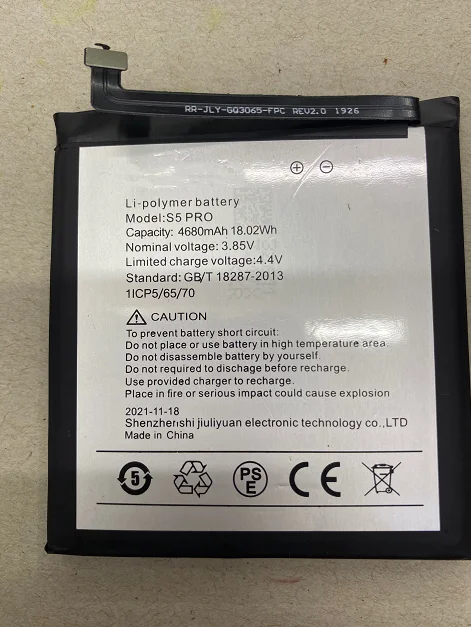 RR-JLY-GQ3065-FPC REV2.0 1926
Li-polymer battery
Model:S5 PRO
Capacity: 4680mAh 18.02Wh
Nominal voltage: 3.85V
Limited charge voltage:4.4V
Standard: GB/T 18287-2013
1ICP5/65/70
CAUTION
To prevent battery short circuit:
Do not place or use battery in high temperature area.
Do not disassemble battery by yourself.
Do not required to dischage before recharge.
Use provided charger to recharge.
Place in fire or serious impact could cause explosion
2021-11-18
Shenzhenshi jiuliyuan electronic technology co.,LTD
Made in China
5
PS
E
CE